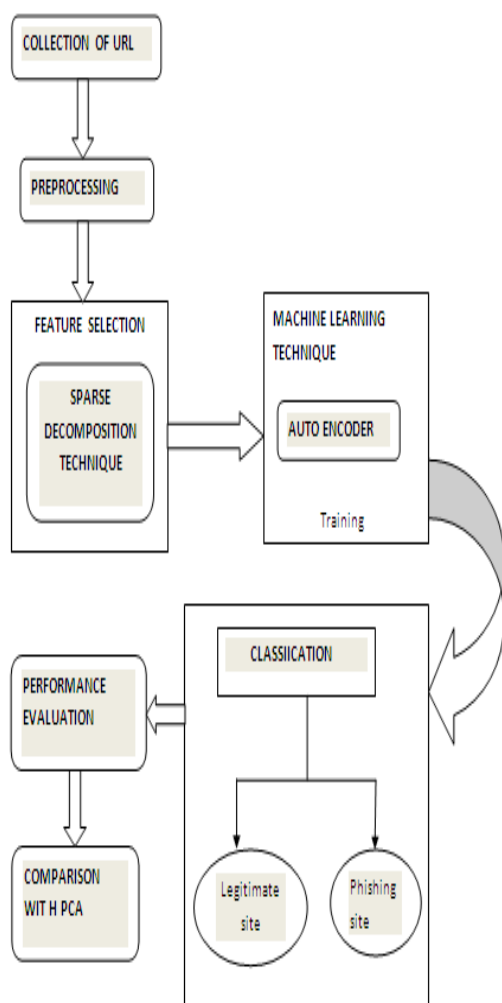 COLLECTION OF URL
PREPROCESSING
FEATURE SELECTION
SPARSE
DECOMPOSITION
TECHNIQUE
MACHINE LEARNING
TECHNIQUE
AUTO ENCODER
Training
CLASSIICATION
Legitimate
site
Phishing
site
PERFORMANCE
EVALUATION
COMPARISON
WIT H PCA